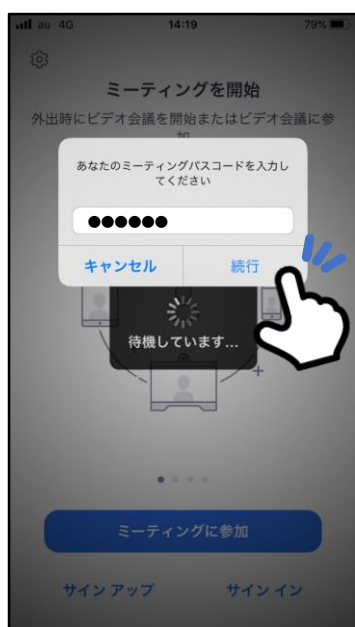 au 4G 14:19 79%
ミーティングを開始
外出時にビデオ会議を開始またはビデオ会議に参
加
あなたのミーティングパスコードを入力し
てください
●●●●●●
キャンセル 続行
待機しています...
ミーティングに参加
サイン アップ サイン イン